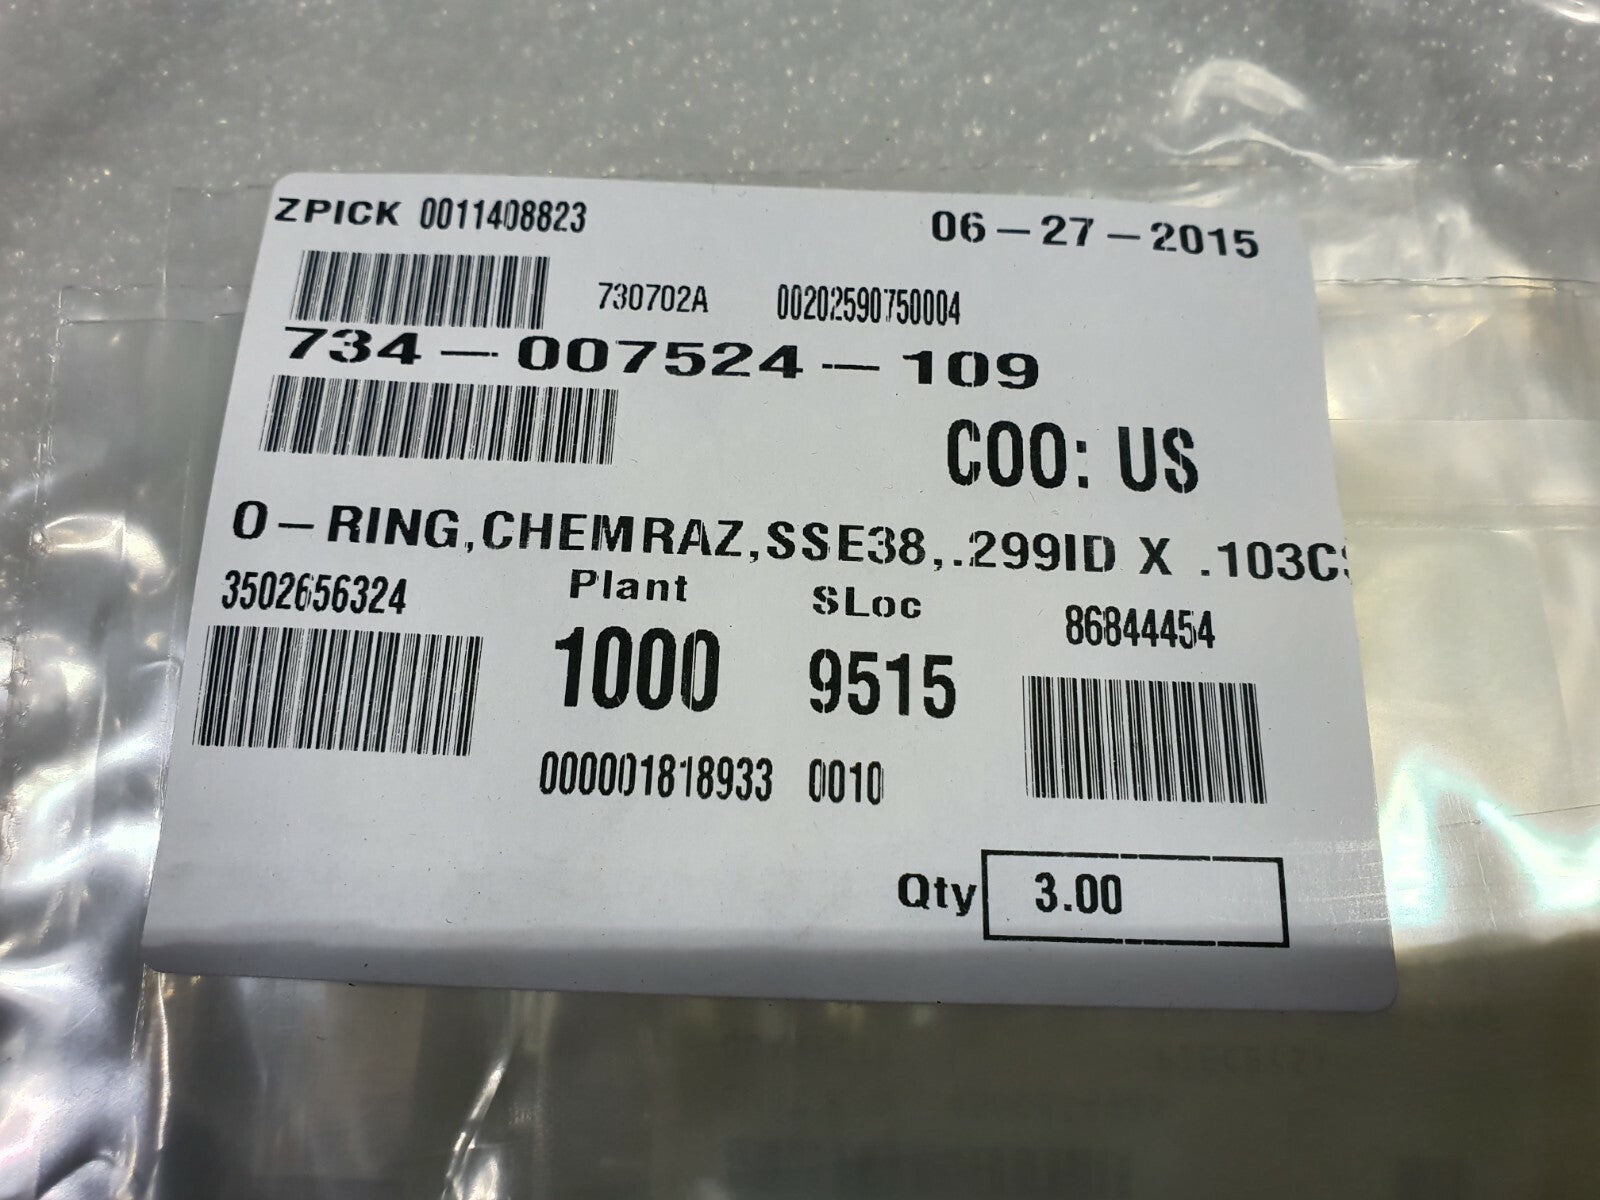 ZPICK 0011408823 06-27-2015
730702A 00202590750004
734-007524-109
COO: US
O-RING,CHEMRAZ,SSE38,.299ID X .103C
3502656324 Plant SLoc 86844454
1000 9515
000001818933 0010
Qty 3.00